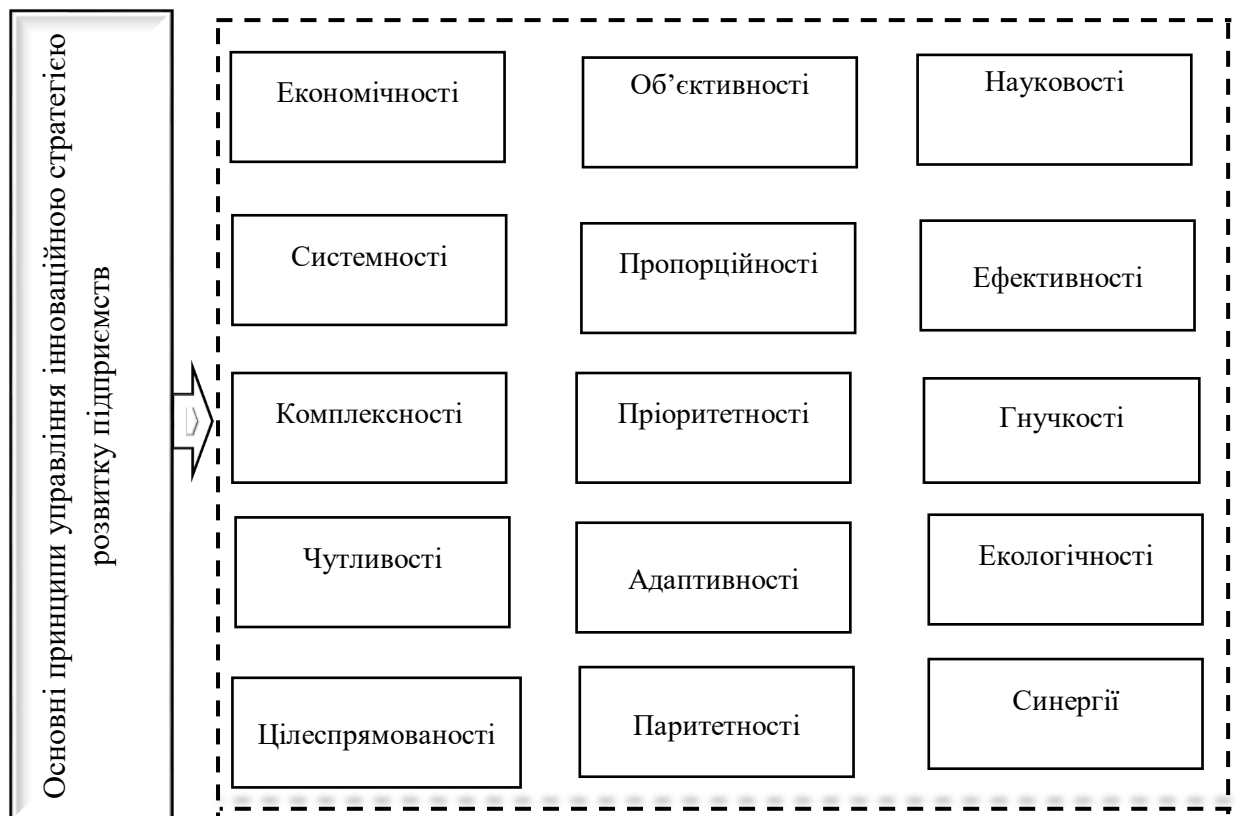 Основні принципи управління інноваційною стратегією
розвитку підприємств
Економічності
Об’єктивності
Науковості
Системності
Пропорційності
Ефективності
Комплексності
Пріоритетності
Гнучкості
Чутливості
Адаптивності
Екологічності
Цілеспрямованості
Паритетності
Синергії